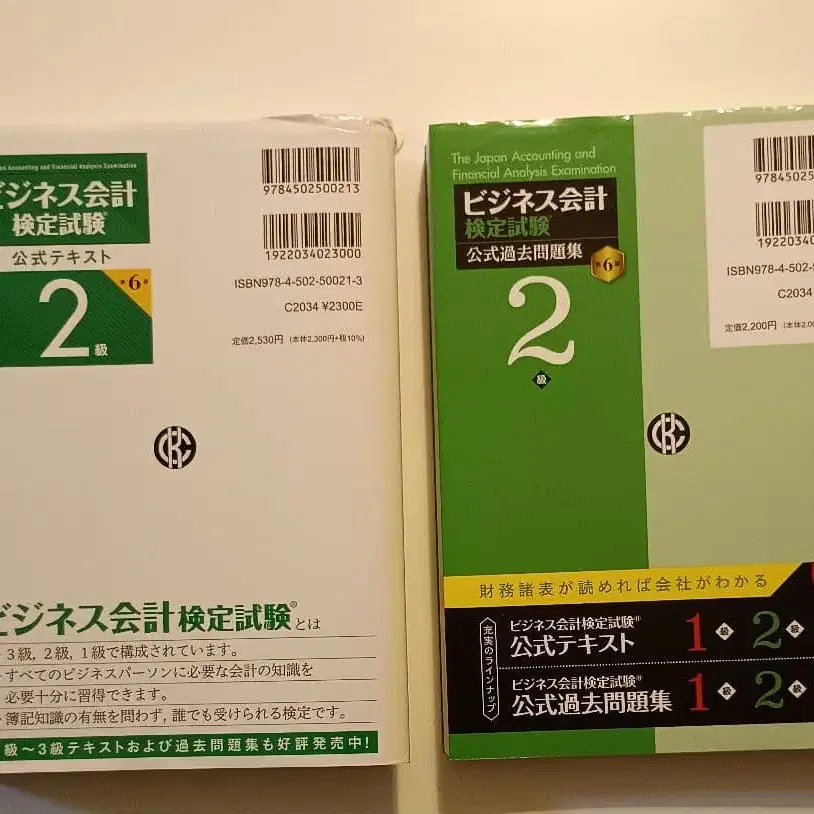 an Accounting and Financial Analysis Examination
ビジネス会計
検定試験®
公式テキスト
第6版
2級
9784502500213
1922034023000
ISBN978-4-502-50021-3
C2034 ¥2300E
定価2,530円 (本体2,300円+税10%)
ビジネス会計検定試験®とは
3級, 2級, 1級で構成されています。
すべてのビジネスパーソンに必要な会計の知識を
必要十分に習得できます。
簿記知識の有無を問わず, 誰でも受けられる検定です。
級～3級テキストおよび過去問題集も好評発売中!
The Japan Accounting and
Financial Analysis Examination
ビジネス会計
検定試験®
公式過去問題集
第6版
2
級
97845025
1922034
ISBN978-4-502-5
C2034
定価2,200円 (本体2,00
財務諸表が読めれば会社がわかる
充実のラインナップ
ビジネス会計検定試験®
公式テキスト 1級 2級
ビジネス会計検定試験®
公式過去問題集 1級 2級